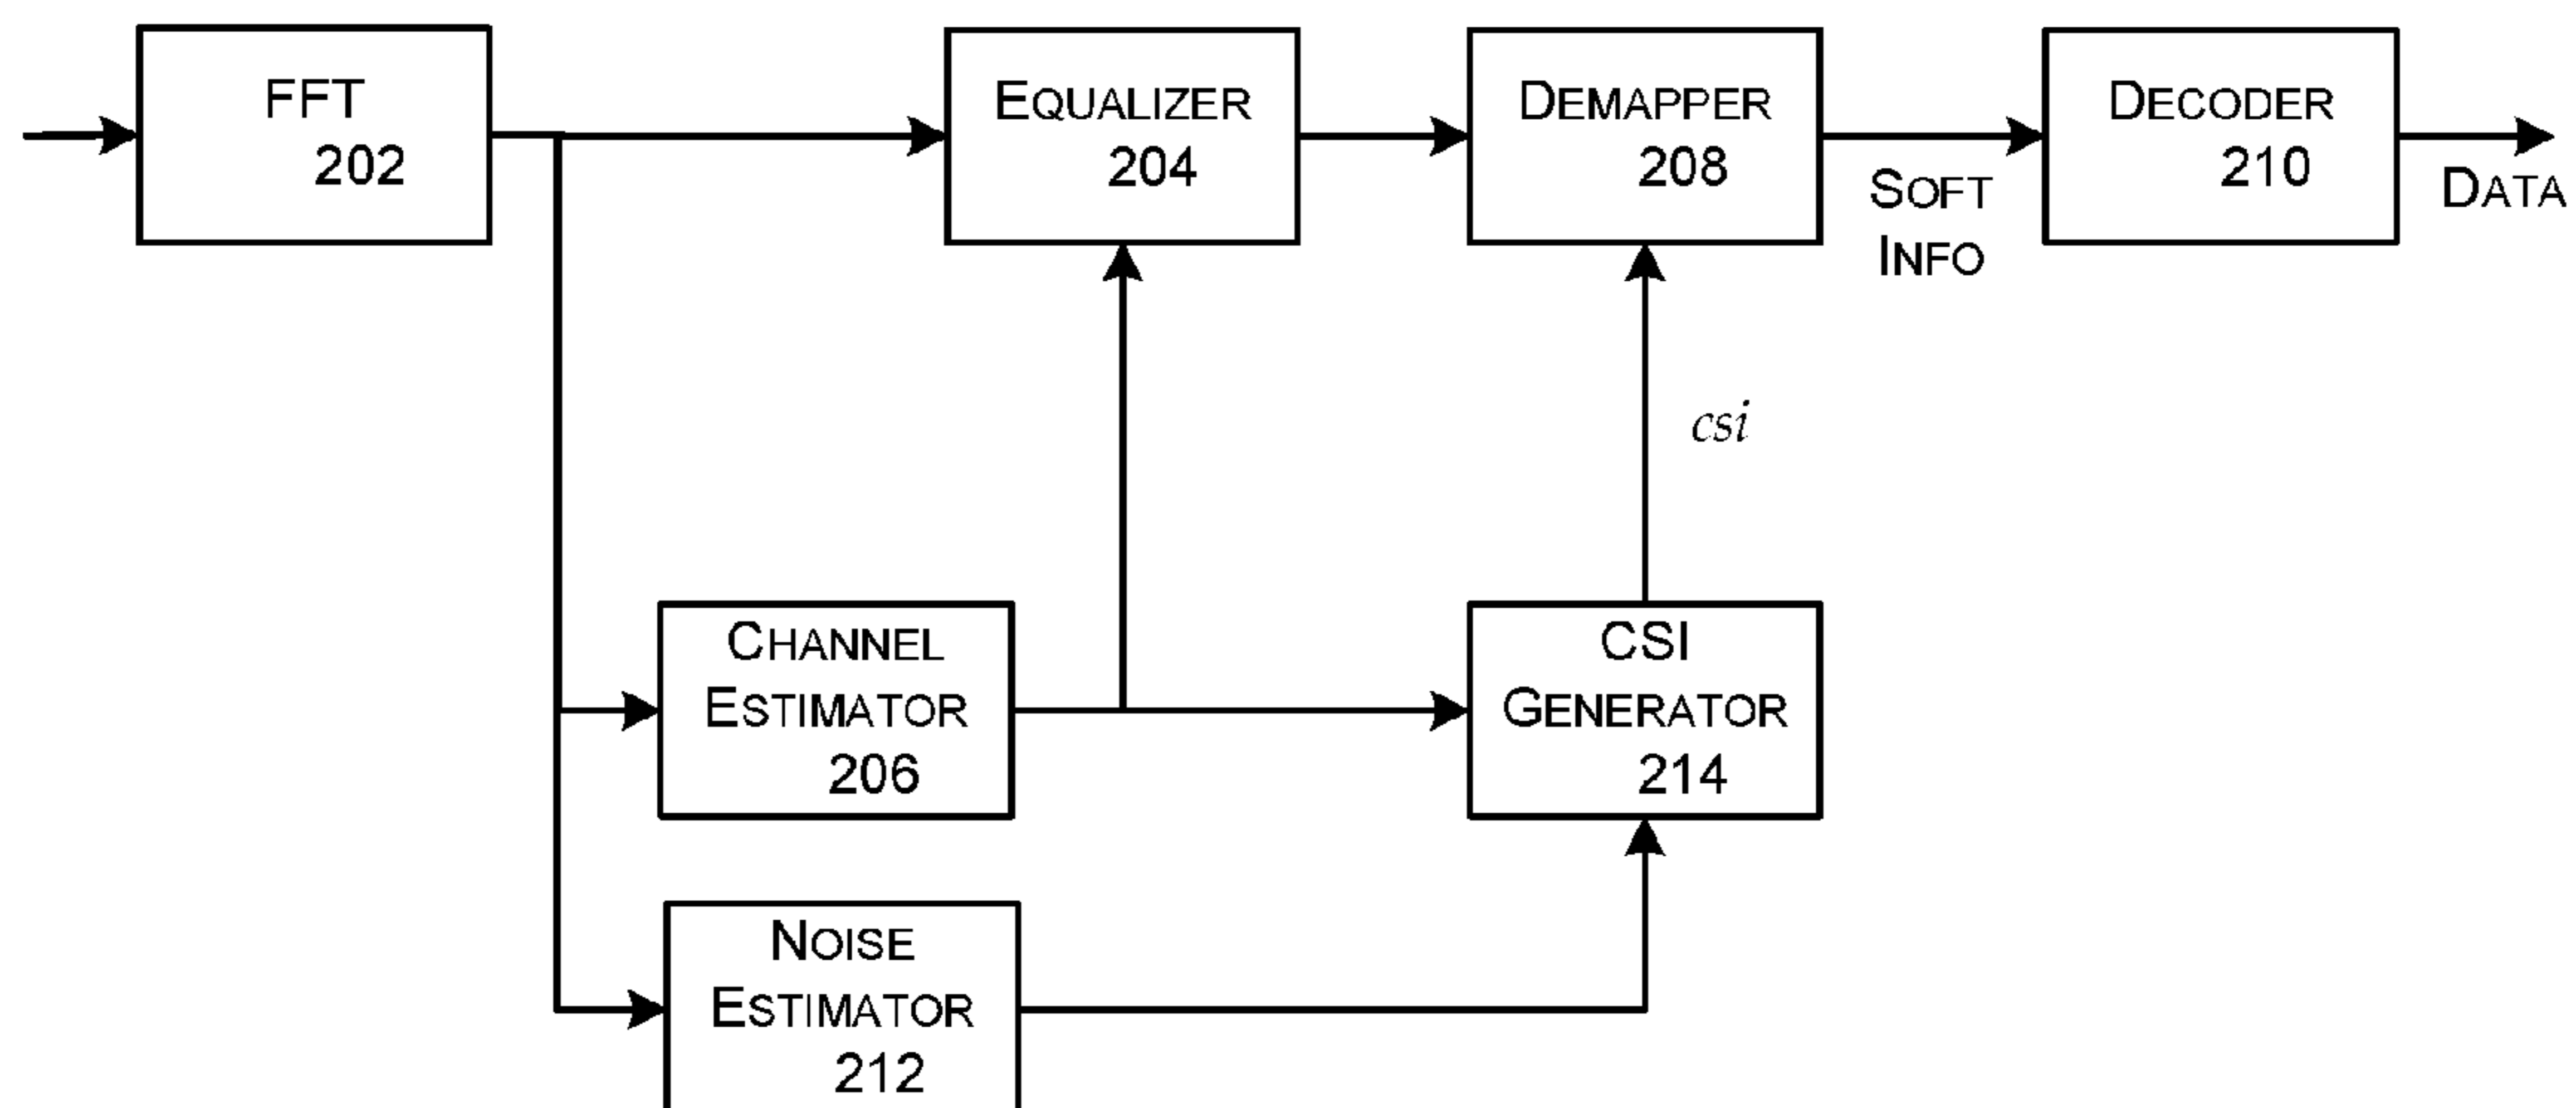 FFT
202
EQUALIZER
204
DEMAPPER
208
SOFT
INFO
DECODER
210
DATA
csi
CHANNEL
ESTIMATOR
206
CSI
GENERATOR
214
NOISE
ESTIMATOR
212